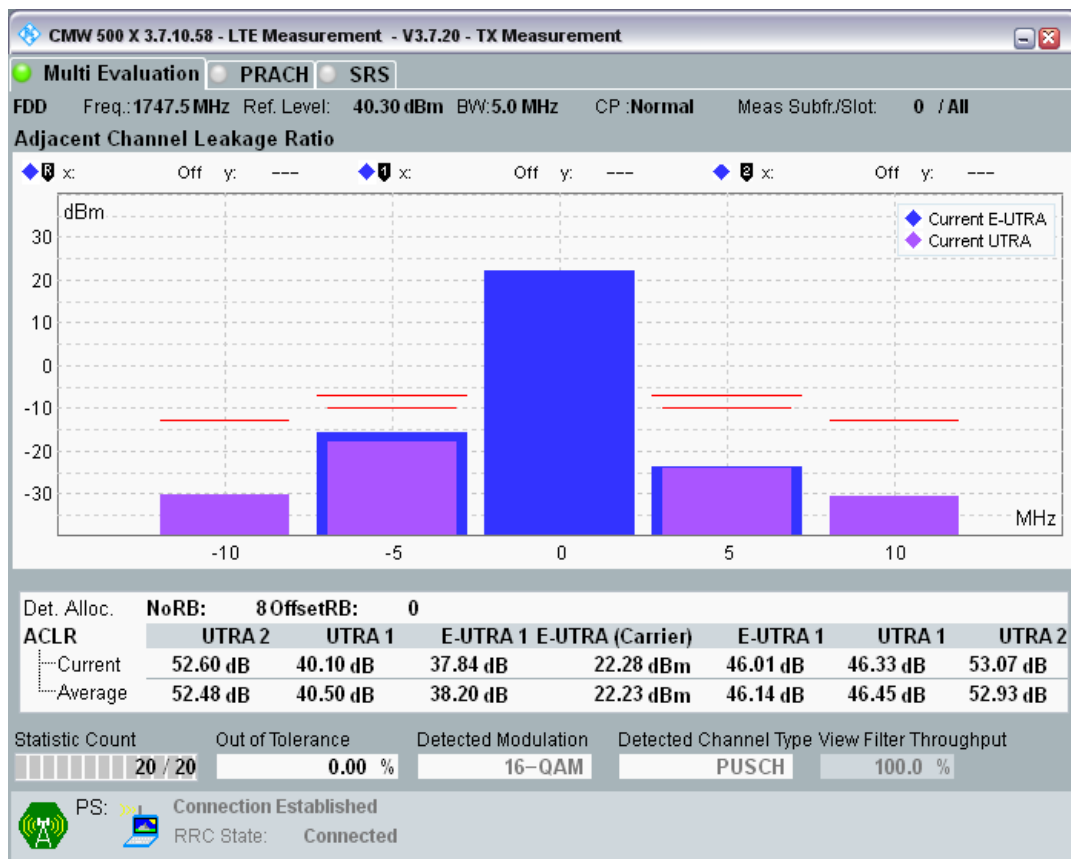 CMW 500 X 3.7.10.58 - LTE Measurement - V3.7.20 - TX Measurement
Multi Evaluation PRACH SRS
FDD Freq.:1747.5 MHz Ref. Level: 40.30 dBm BW:5.0 MHz CP :Normal Meas Subfr./Slot: 0 / All
Adjacent Channel Leakage Ratio
R x: Off y: --- 1 x: Off y: --- 2 x: Off y: ---
dBm
Current E-UTRA
Current UTRA
30
20
10
0
-10
-20
-30
MHz
-10 -5 0 5 10
Det. Alloc. NoRB: 8 OffsetRB: 0
ACLR UTRA 2 UTRA 1 E-UTRA 1 E-UTRA (Carrier) E-UTRA 1 UTRA 1 UTRA 2
Current 52.60 dB 40.10 dB 37.84 dB 22.28 dBm 46.01 dB 46.33 dB 53.07 dB
Average 52.48 dB 40.50 dB 38.20 dB 22.23 dBm 46.14 dB 46.45 dB 52.93 dB
Statistic Count Out of Tolerance Detected Modulation Detected Channel Type View Filter Throughput
20 / 20 0.00 % 16-QAM PUSCH 100.0 %
PS: Connection Established
RRC State: Connected